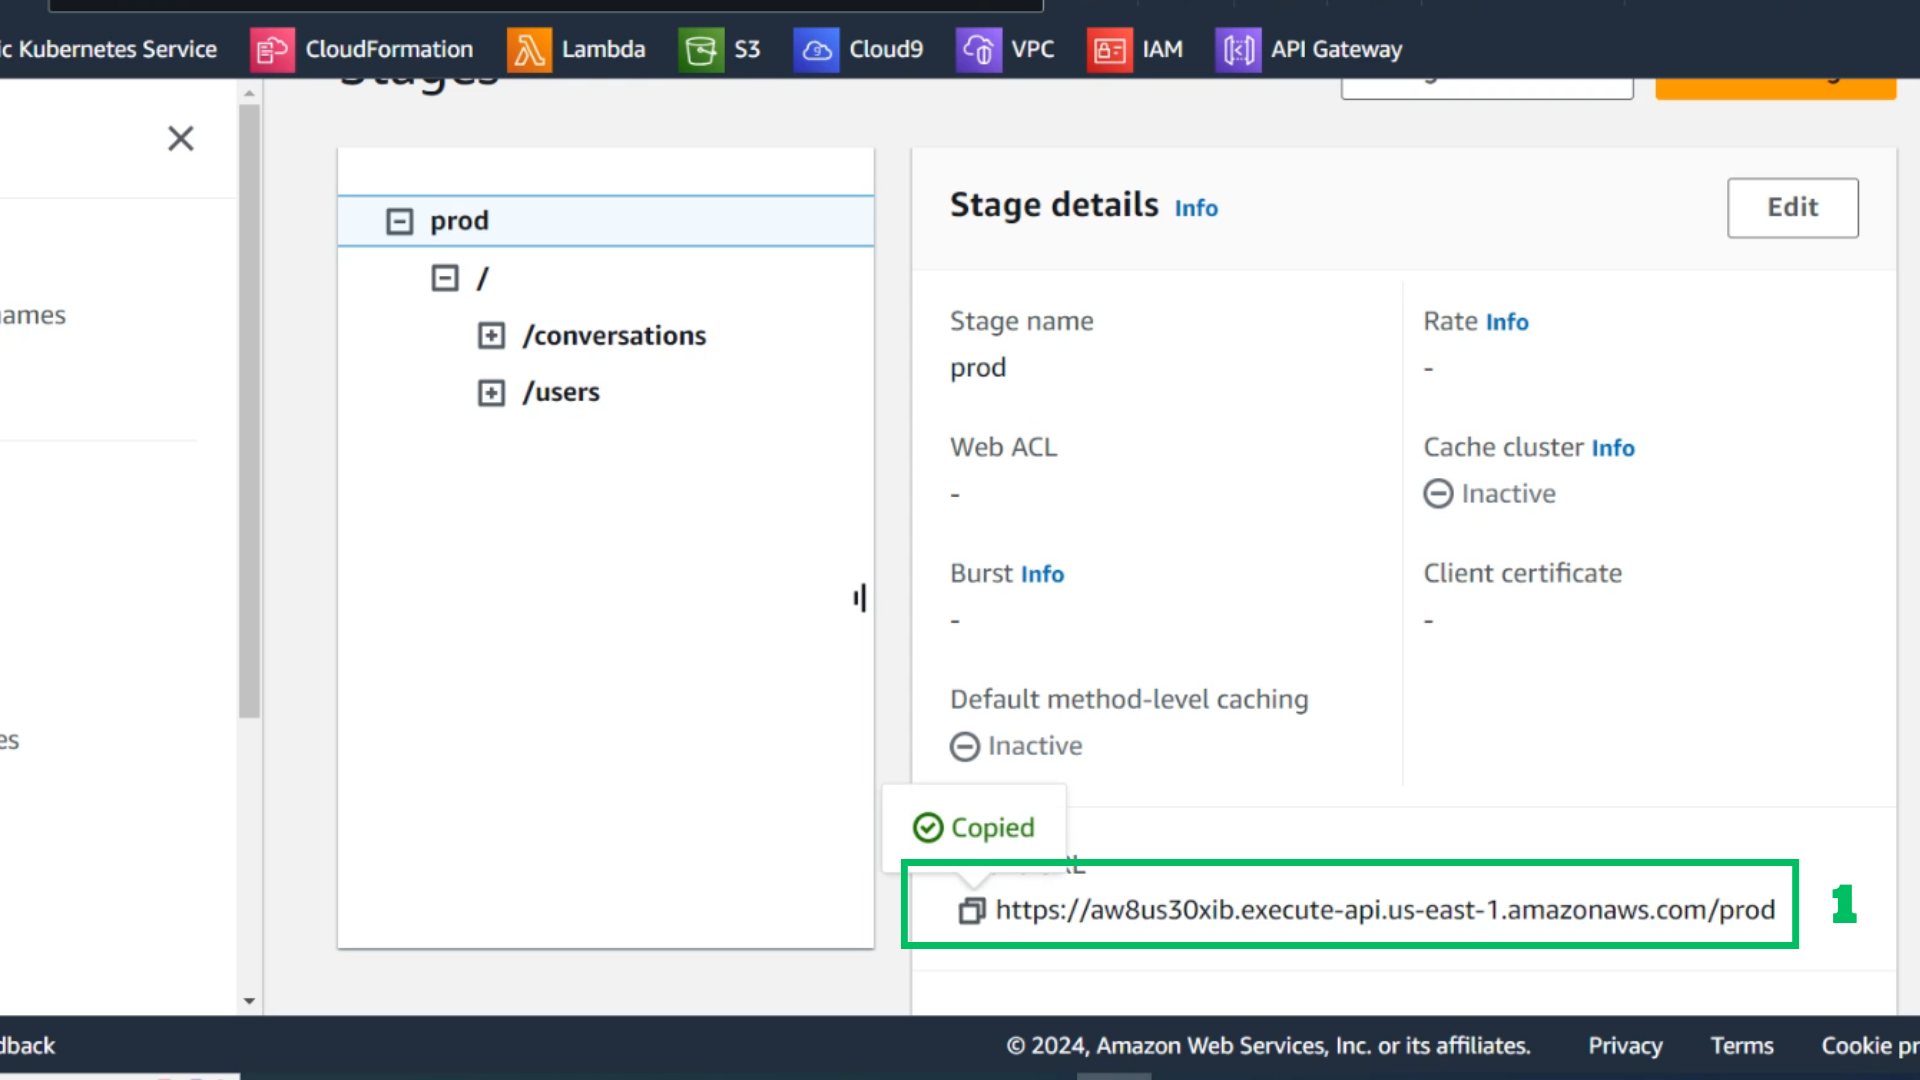 ic Kubernetes Service CloudFormation Lambda S3 Cloud9 VPC IAM API Gateway
Stages
prod
/
/conversations
/users
Stage details Info
Edit
Stage name
prod
Rate Info
-
Web ACL
-
Cache cluster Info
Inactive
Burst Info
-
Client certificate
-
Default method-level caching
Inactive
Copied
RL
https://aw8us30xib.execute-api.us-east-1.amazonaws.com/prod
1
ames
es
dback
© 2024, Amazon Web Services, Inc. or its affiliates. Privacy Terms Cookie pr